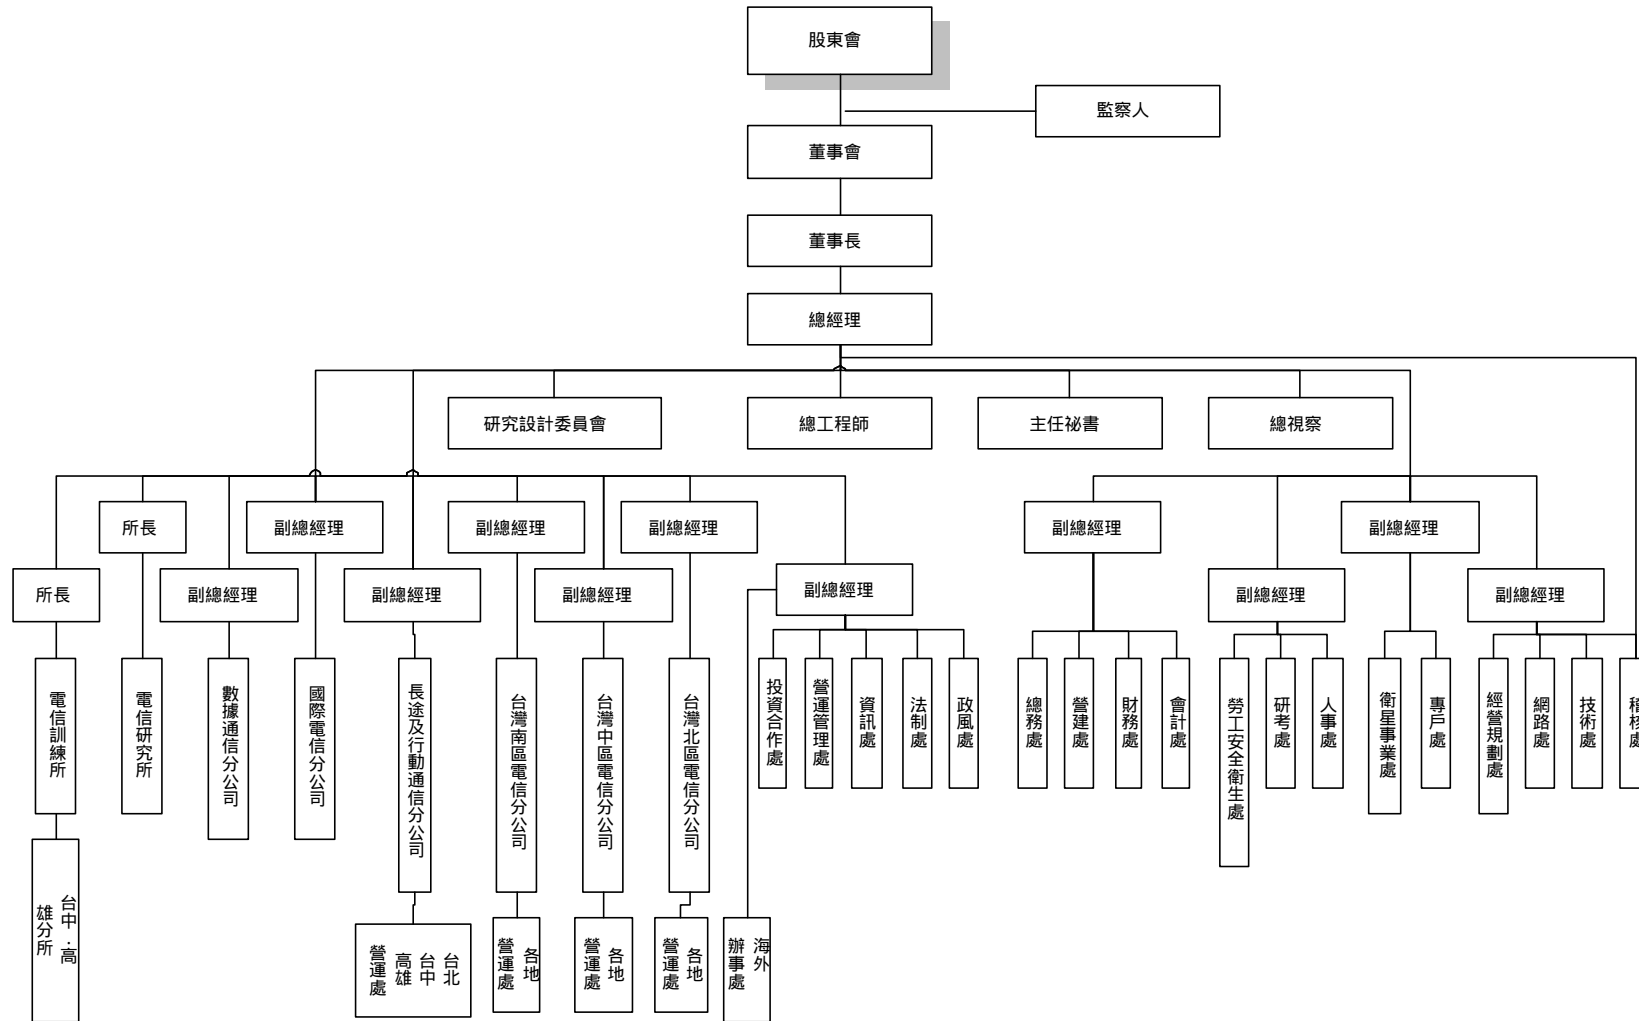 股東會
監察人
董事會
董事長
總經理
研究設計委員會
總工程師
主任祕書
總視察
所長
副總經理
副總經理
副總經理
副總經理
副總經理
所長
副總經理
副總經理
副總經理
副總經理
副總經理
副總經理
電信訓練所
電信研究所
數據通信分公司
國際電信分公司
長途及行動通信分公司
台灣南區電信分公司
台灣中區電信分公司
台灣北區電信分公司
投資合作處
營運管理處
資訊處
法制處
政風處
總務處
營建處
財務處
會計處
勞工安全衛生處
研考處
人事處
衛星事業處
專戶處
經營規劃處
網路處
技術處
稽核處
台中．高
雄分所
台北
台中
高雄
營運處
各地
營運處
各地
營運處
各地
營運處
海外
辦事處